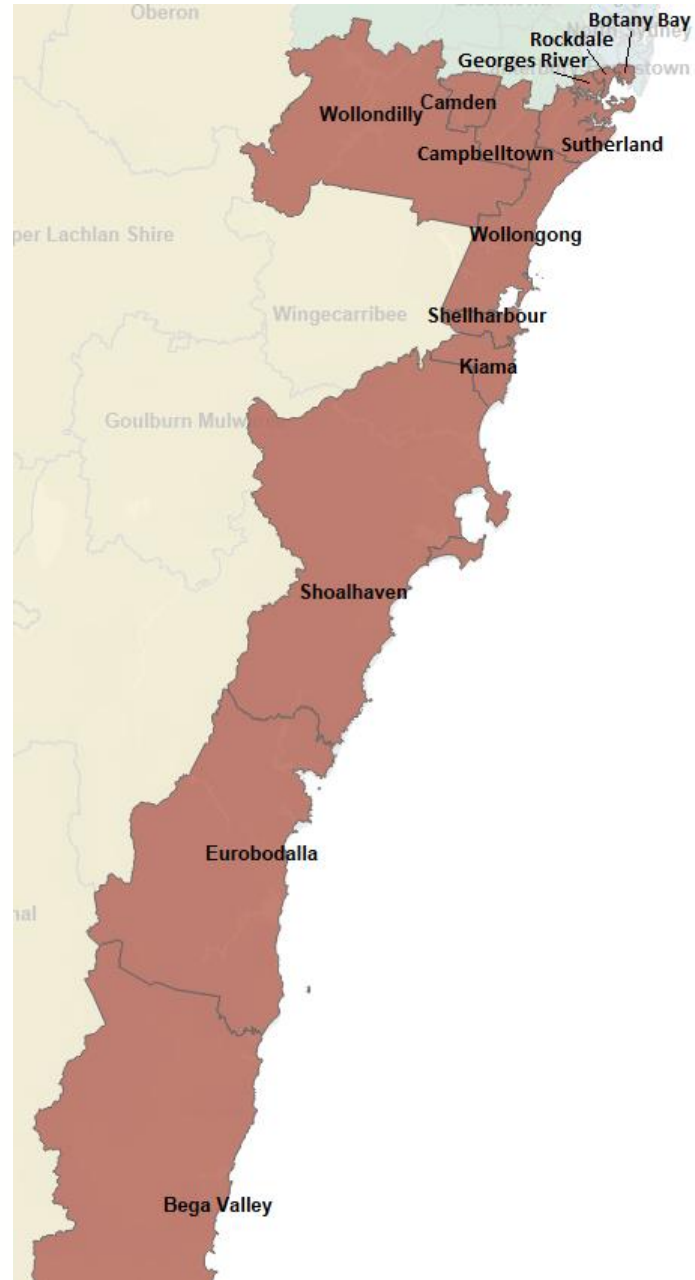 Botany Bay
Oberon
Rockdale
Georges River
Camden
Wollondilly
Campbelltown
Sutherland
per Lachlan Shire
Wollongong
Wingecarribee
Shellharbour
Kiama
Goulburn Mulw
Shoalhaven
Eurobodalla
Bega Valley